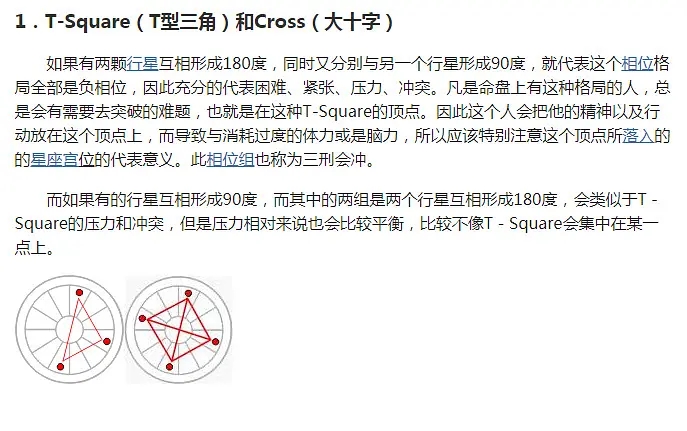 1．T-Square（T型三角）和Cross（大十字）
如果有两颗行星互相形成180度，同时又分别与另一个行星形成90度，就代表这个相位格
局全部是负相位，因此充分的代表困难、紧张、压力、冲突。凡是命盘上有这种格局的人，总
是会有需要去突破的难题，也就是在这种T-Square的顶点。因此这个人会把他的精神以及行
动放在这个顶点上，而导致与消耗过度的体力或是脑力，所以应该特别注意这个顶点所落入的
的星座宫位的代表意义。此相位组也称为三刑会冲。
而如果有的行星互相形成90度，而其中的两组是两个行星互相形成180度，会类似于T -
Square的压力和冲突，但是压力相对来说也会比较平衡，比较不像T - Square会集中在某一
点上。